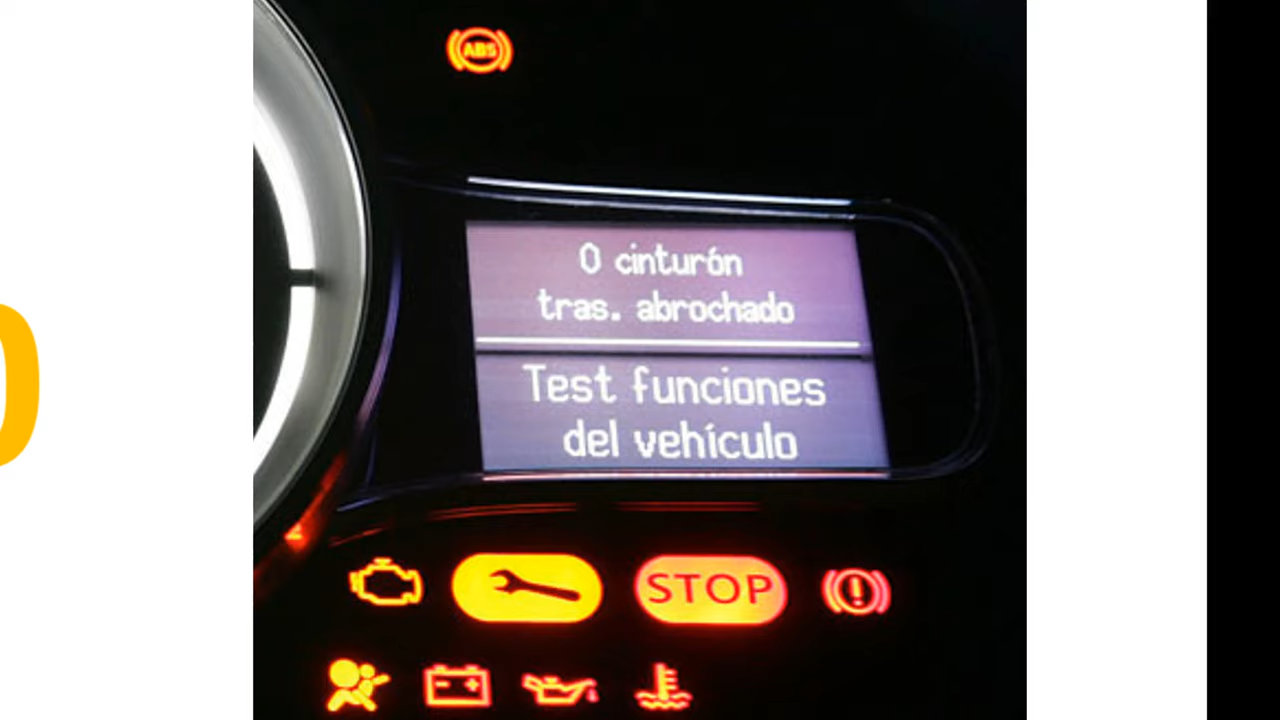 ABS
0 cinturón
tras. abrochado
Test funciones
del vehículo
STOP